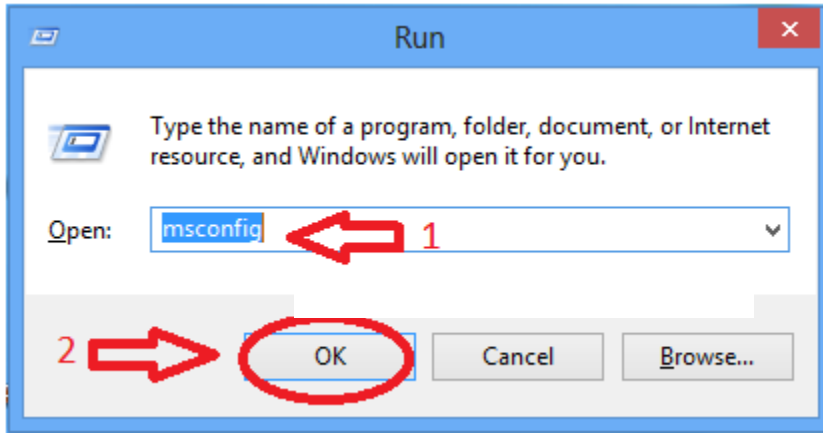 Run
Type the name of a program, folder, document, or Internet
resource, and Windows will open it for you.
Open: msconfig 1
2 OK Cancel Browse...